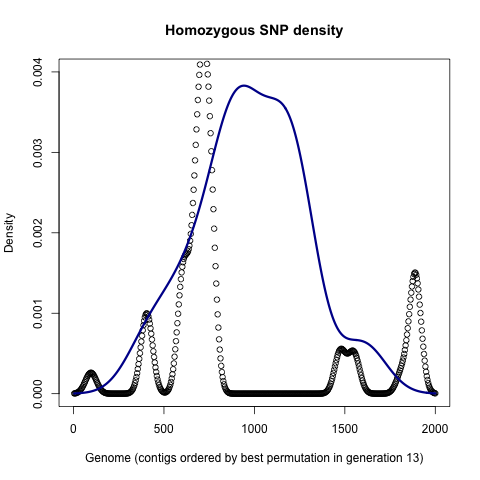 Homozygous SNP density
Density
0.004
0.003
0.002
0.001
0.000
0 500 1000 1500 2000
Genome (contigs ordered by best permutation in generation 13)